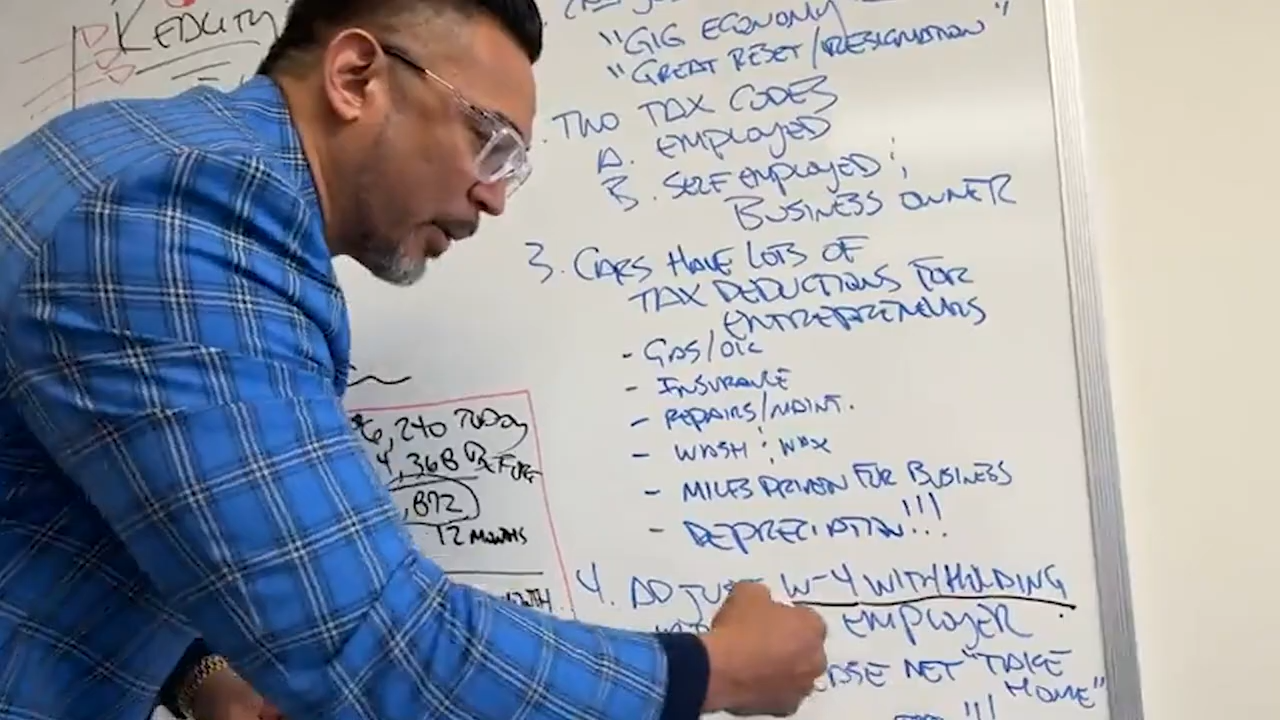 "GIG ECONOMY
"GREAT RESET/RESIGNATION"
. TWO TAX CODES
A. EMPLOYED
B. SELF EMPLOYED ;
BUSINESS OWNER
3. CARS HAVE LOTS OF
TAX DEDUCTIONS FOR
ENTREPRENEURS
- GAS/OIL
- INSURANCE
- REPAIRS/MAINT.
- WASH ; WAX
- MILES DRIVEN FOR BUSINESS
- DEPRECIATION!!!
4. ADJUST W-4 WITHHOLDING
EMPLOYER
NET "TAKE
HOME"
!!!
6,240 TODAY
4,368 BEFORE
,872
12 MONTHS